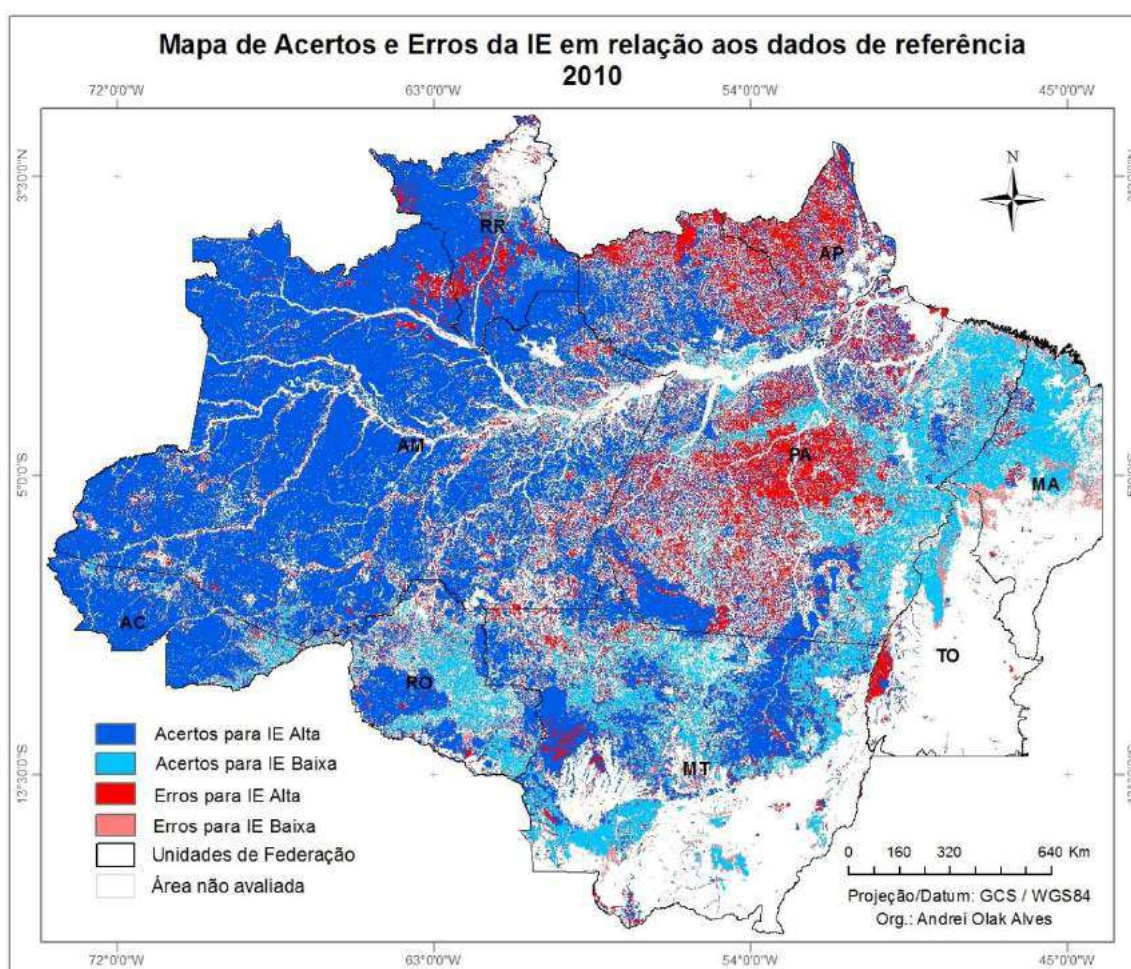 Mapa de Acertos e Erros da IE em relação aos dados de referência
2010
72°0'0"W 63°0'0"W 54°0'0"W 45°0'0"W
3°30'0"N
N
RR
AP
AM
PA
5°0'0"S
MA
AC
RO
TO
MT
13°30'0"S
Acertos para IE Alta
Acertos para IE Baixa
Erros para IE Alta
Erros para IE Baixa
Unidades de Federação
Área não avaliada
0 160 320 640 Km
Projeção/Datum: GCS / WGS84
Org.: Andrei Olak Alves
72°0'0"W 63°0'0"W 54°0'0"W 45°0'0"W